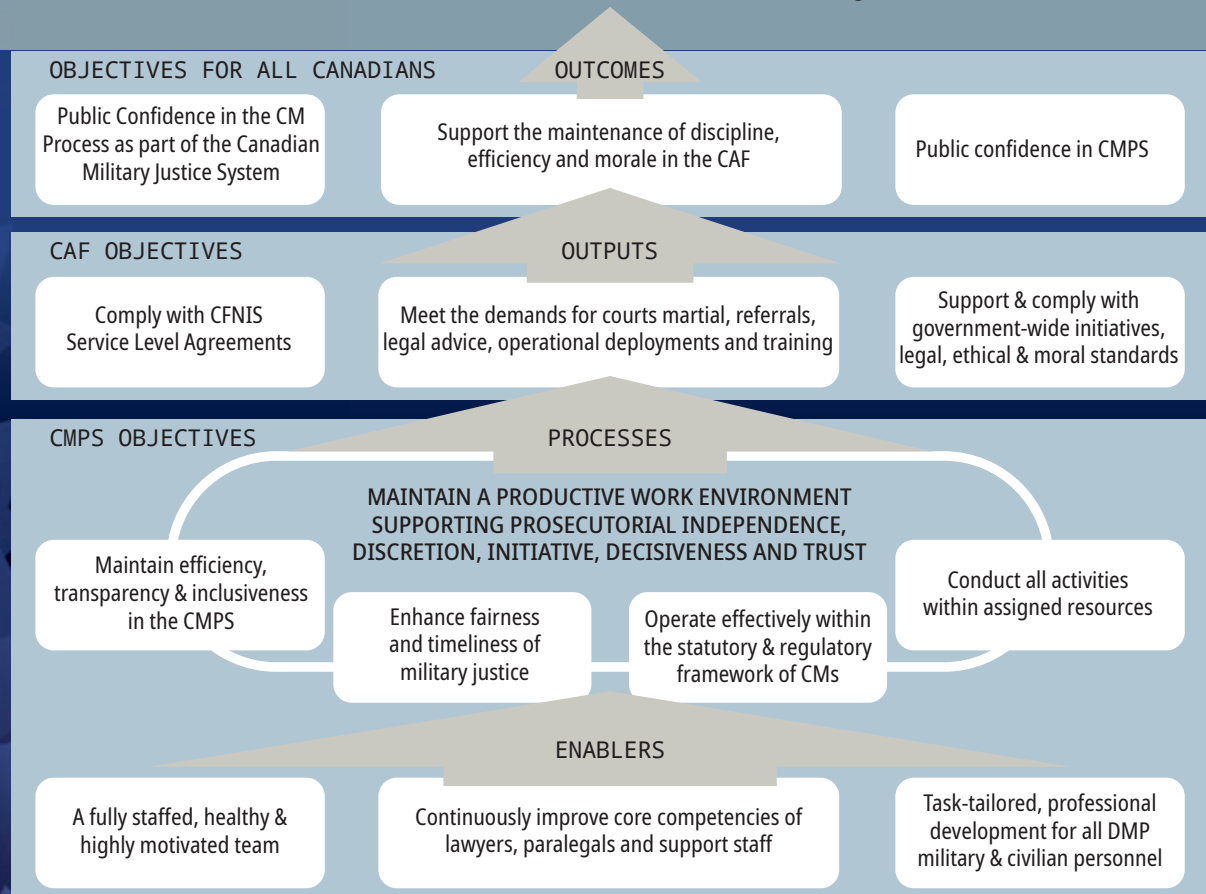 OBJECTIVES FOR ALL CANADIANS
OUTCOMES
Public Confidence in the CM
Process as part of the Canadian
Military Justice System
Support the maintenance of discipline,
efficiency and morale in the CAF
Public confidence in CMPS
CAF OBJECTIVES
OUTPUTS
Comply with CFNIS
Service Level Agreements
Meet the demands for courts martial, referrals,
legal advice, operational deployments and training
Support & comply with
government-wide initiatives,
legal, ethical & moral standards
CMPS OBJECTIVES
PROCESSES
MAINTAIN A PRODUCTIVE WORK ENVIRONMENT
SUPPORTING PROSECUTORIAL INDEPENDENCE,
DISCRETION, INITIATIVE, DECISIVENESS AND TRUST
Maintain efficiency,
transparency & inclusiveness
in the CMPS
Enhance fairness
and timeliness of
military justice
Operate effectively within
the statutory & regulatory
framework of CMs
Conduct all activities
within assigned resources
ENABLERS
A fully staffed, healthy &
highly motivated team
Continuously improve core competencies of
lawyers, paralegals and support staff
Task-tailored, professional
development for all DMP
military & civilian personnel